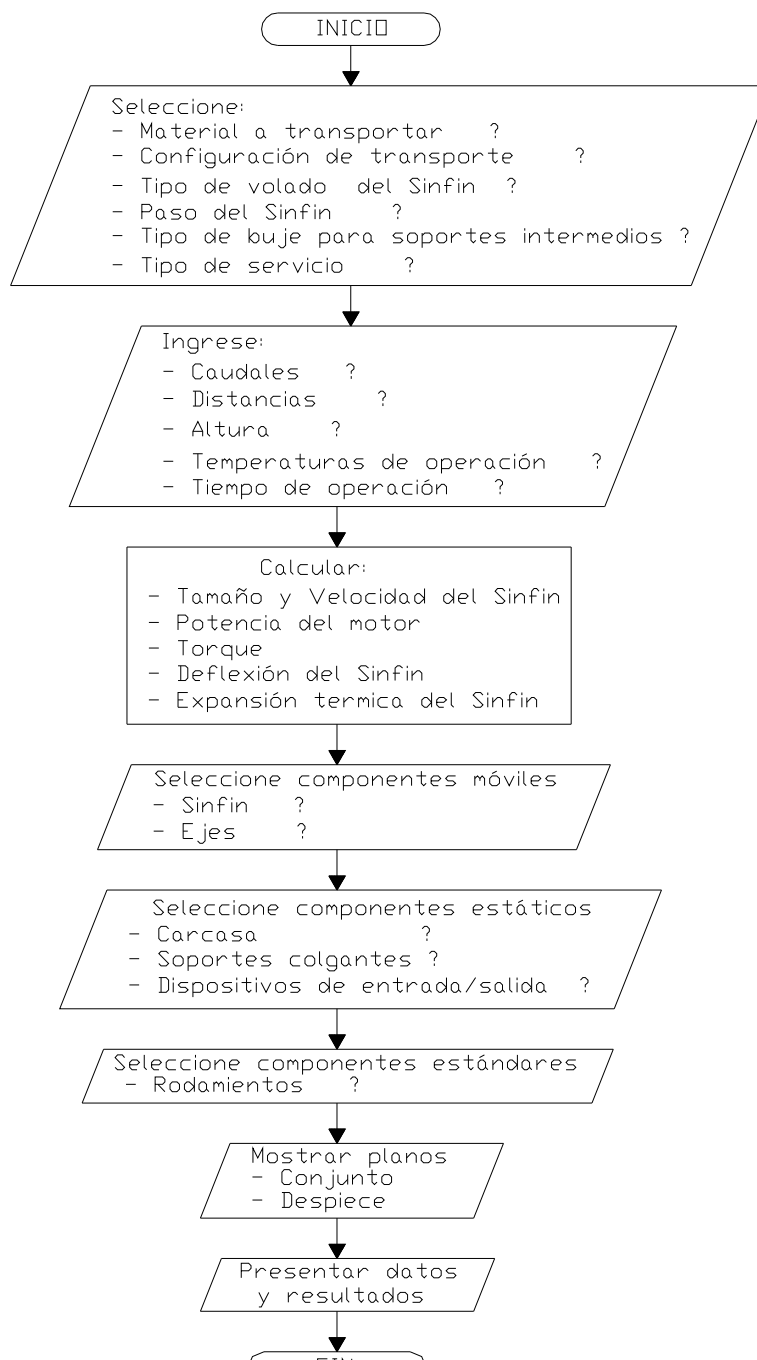 INICIO
Seleccione:
- Material a transportar ?
- Configuración de transporte ?
- Tipo de volado del Sinfin ?
- Paso del Sinfin ?
- Tipo de buje para soportes intermedios ?
- Tipo de servicio ?
Ingrese:
- Caudales ?
- Distancias ?
- Altura ?
- Temperaturas de operación ?
- Tiempo de operación ?
Calcular:
- Tamaño y Velocidad del Sinfin
- Potencia del motor
- Torque
- Deflexión del Sinfin
- Expansión termica del Sinfin
Seleccione componentes móviles
- Sinfin ?
- Ejes ?
Seleccione componentes estáticos
- Carcasa ?
- Soportes colgantes ?
- Dispositivos de entrada/salida ?
Seleccione componentes estándares
- Rodamientos ?
Mostrar planos
- Conjunto
- Despiece
Presentar datos
y resultados